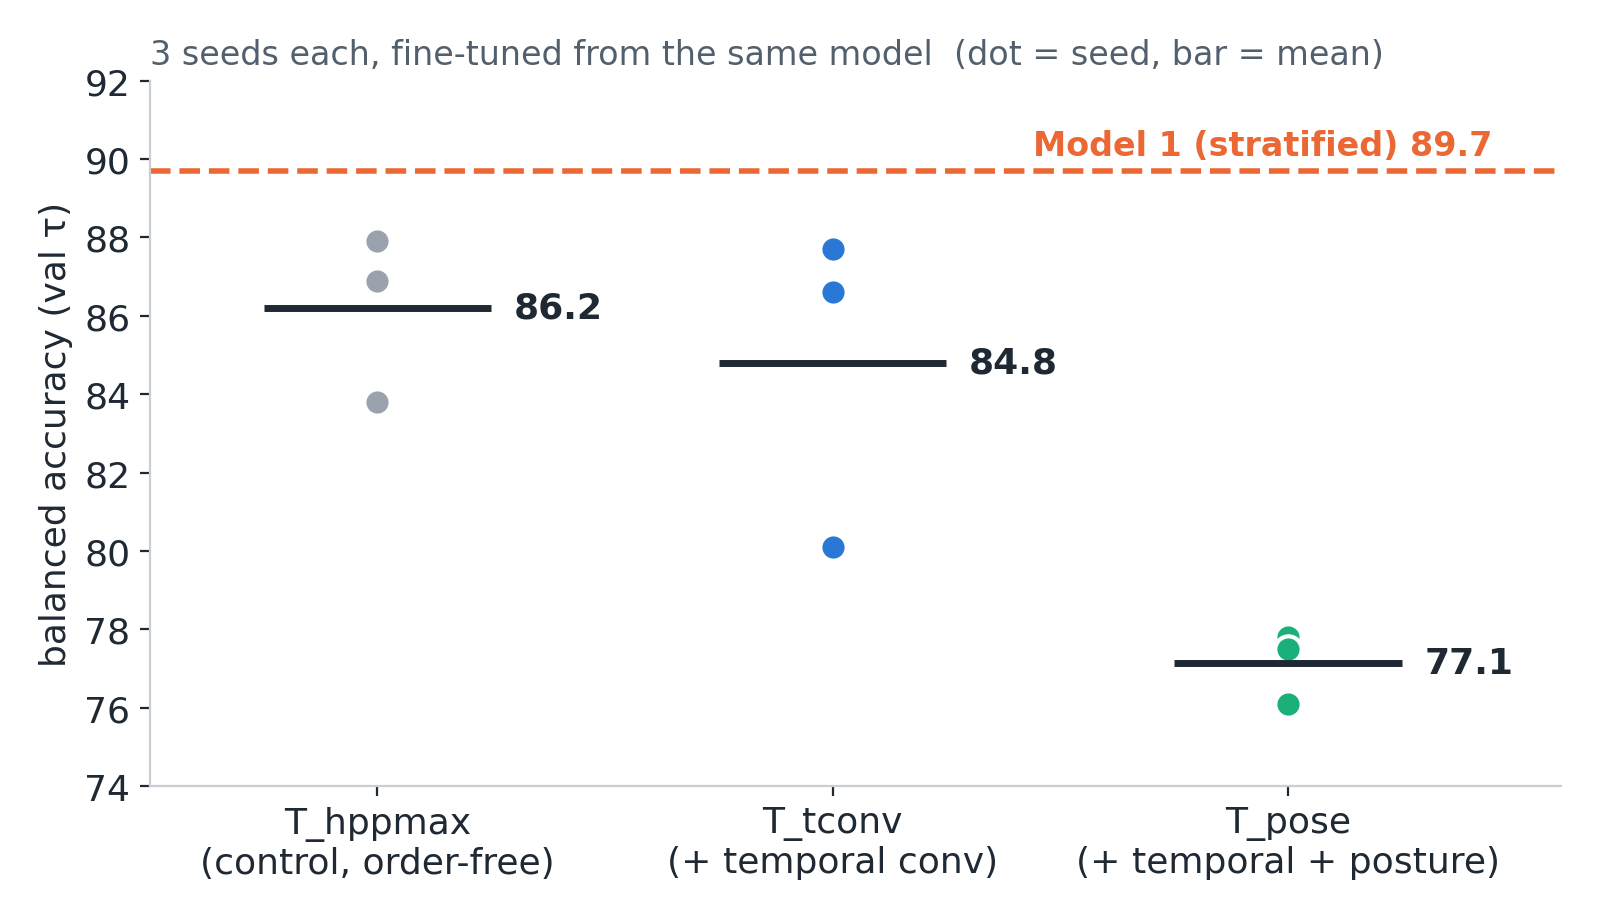 3 seeds each, fine-tuned from the same model  (dot = seed, bar = mean)
balanced accuracy (val τ)
92
90
88
86
84
82
80
78
76
74
Model 1 (stratified) 89.7
86.2
84.8
77.1
T_hppmax
(control, order-free)
T_tconv
(+ temporal conv)
T_pose
(+ temporal + posture)